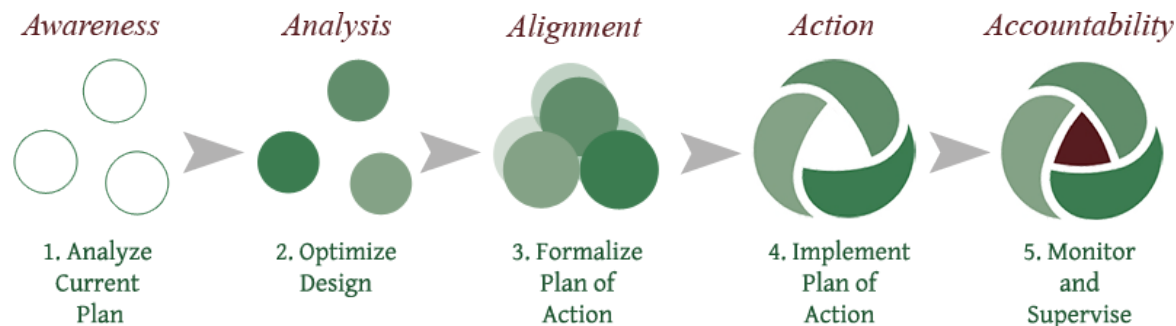 Awareness
Analysis
Alignment
Action
Accountability
1. Analyze
Current
Plan
2. Optimize
Design
3. Formalize
Plan of
Action
4. Implement
Plan of
Action
5. Monitor
and
Supervise